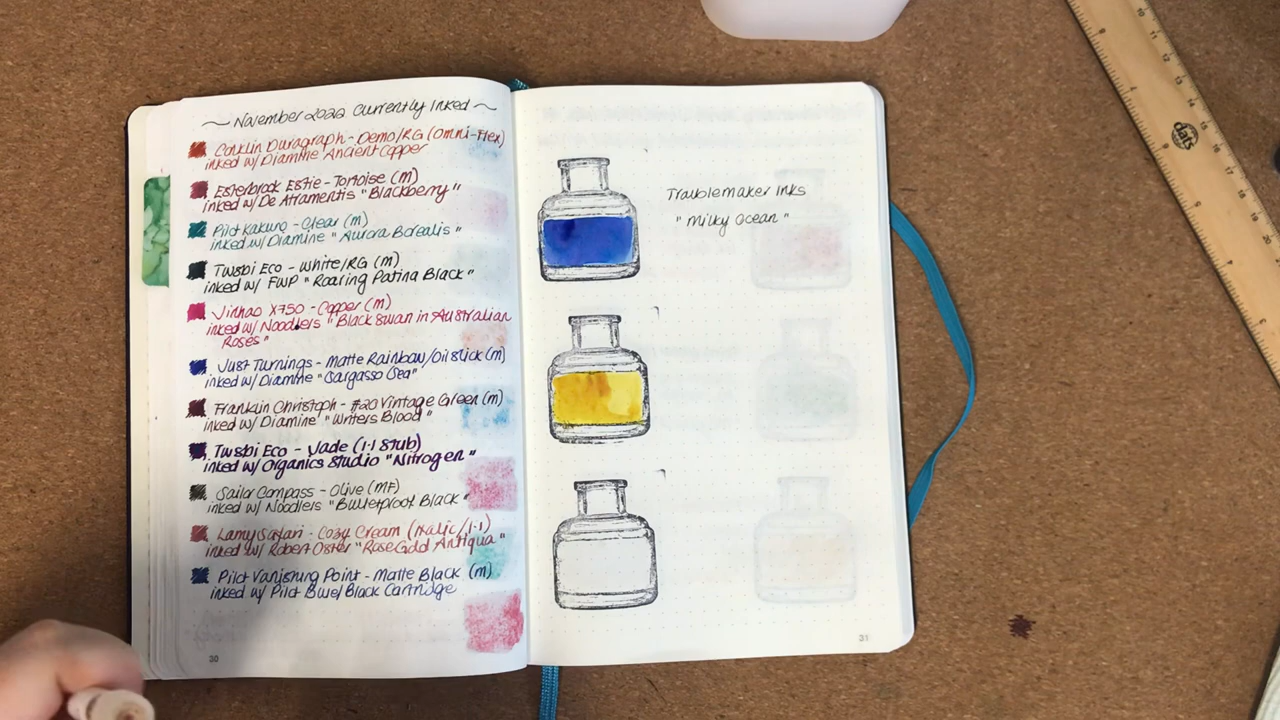 ~ November 2022 Currently Inked ~
Conklin Duragraph - Demo/RG (Omni-Flex)
inked w/ Diamine Ancient Copper
Esterbrook Estie - Tortoise (m)
inked w/ De Atramentis "Blackberry"
Pilot Kakuno - Clear (m)
inked w/ Diamine "Aurora Borealis"
Twsbi Eco - White/RG (m)
inked w/ FWP "Roaring Patina Black"
Jinhao X750 - Copper (m)
inked w/ Noodlers "Black Swan in Australian
Roses"
Just Turnings - Matte Rainbow/Oil Slick (m)
inked w/ Diamine "Sargasso Sea"
Franklin Christoph - #20 Vintage Green (m)
inked w/ Diamine "Writers Blood"
Twsbi Eco - Jade (1.1 Stub)
inked w/ Organics Studio "Nitrogen"
Sailor Compass - Olive (MF)
inked w/ Noodlers "Bulletproof Black"
Lamy Safari - Cozy Cream (Italic/1.1)
inked w/ Robert Oster "Rose Gold Antiqua"
Pilot Vanishing Point - Matte Black (m)
inked w/ Pilot Blue/Black Cartridge
30
Troublemaker Inks
"Milky Ocean"
31
dats